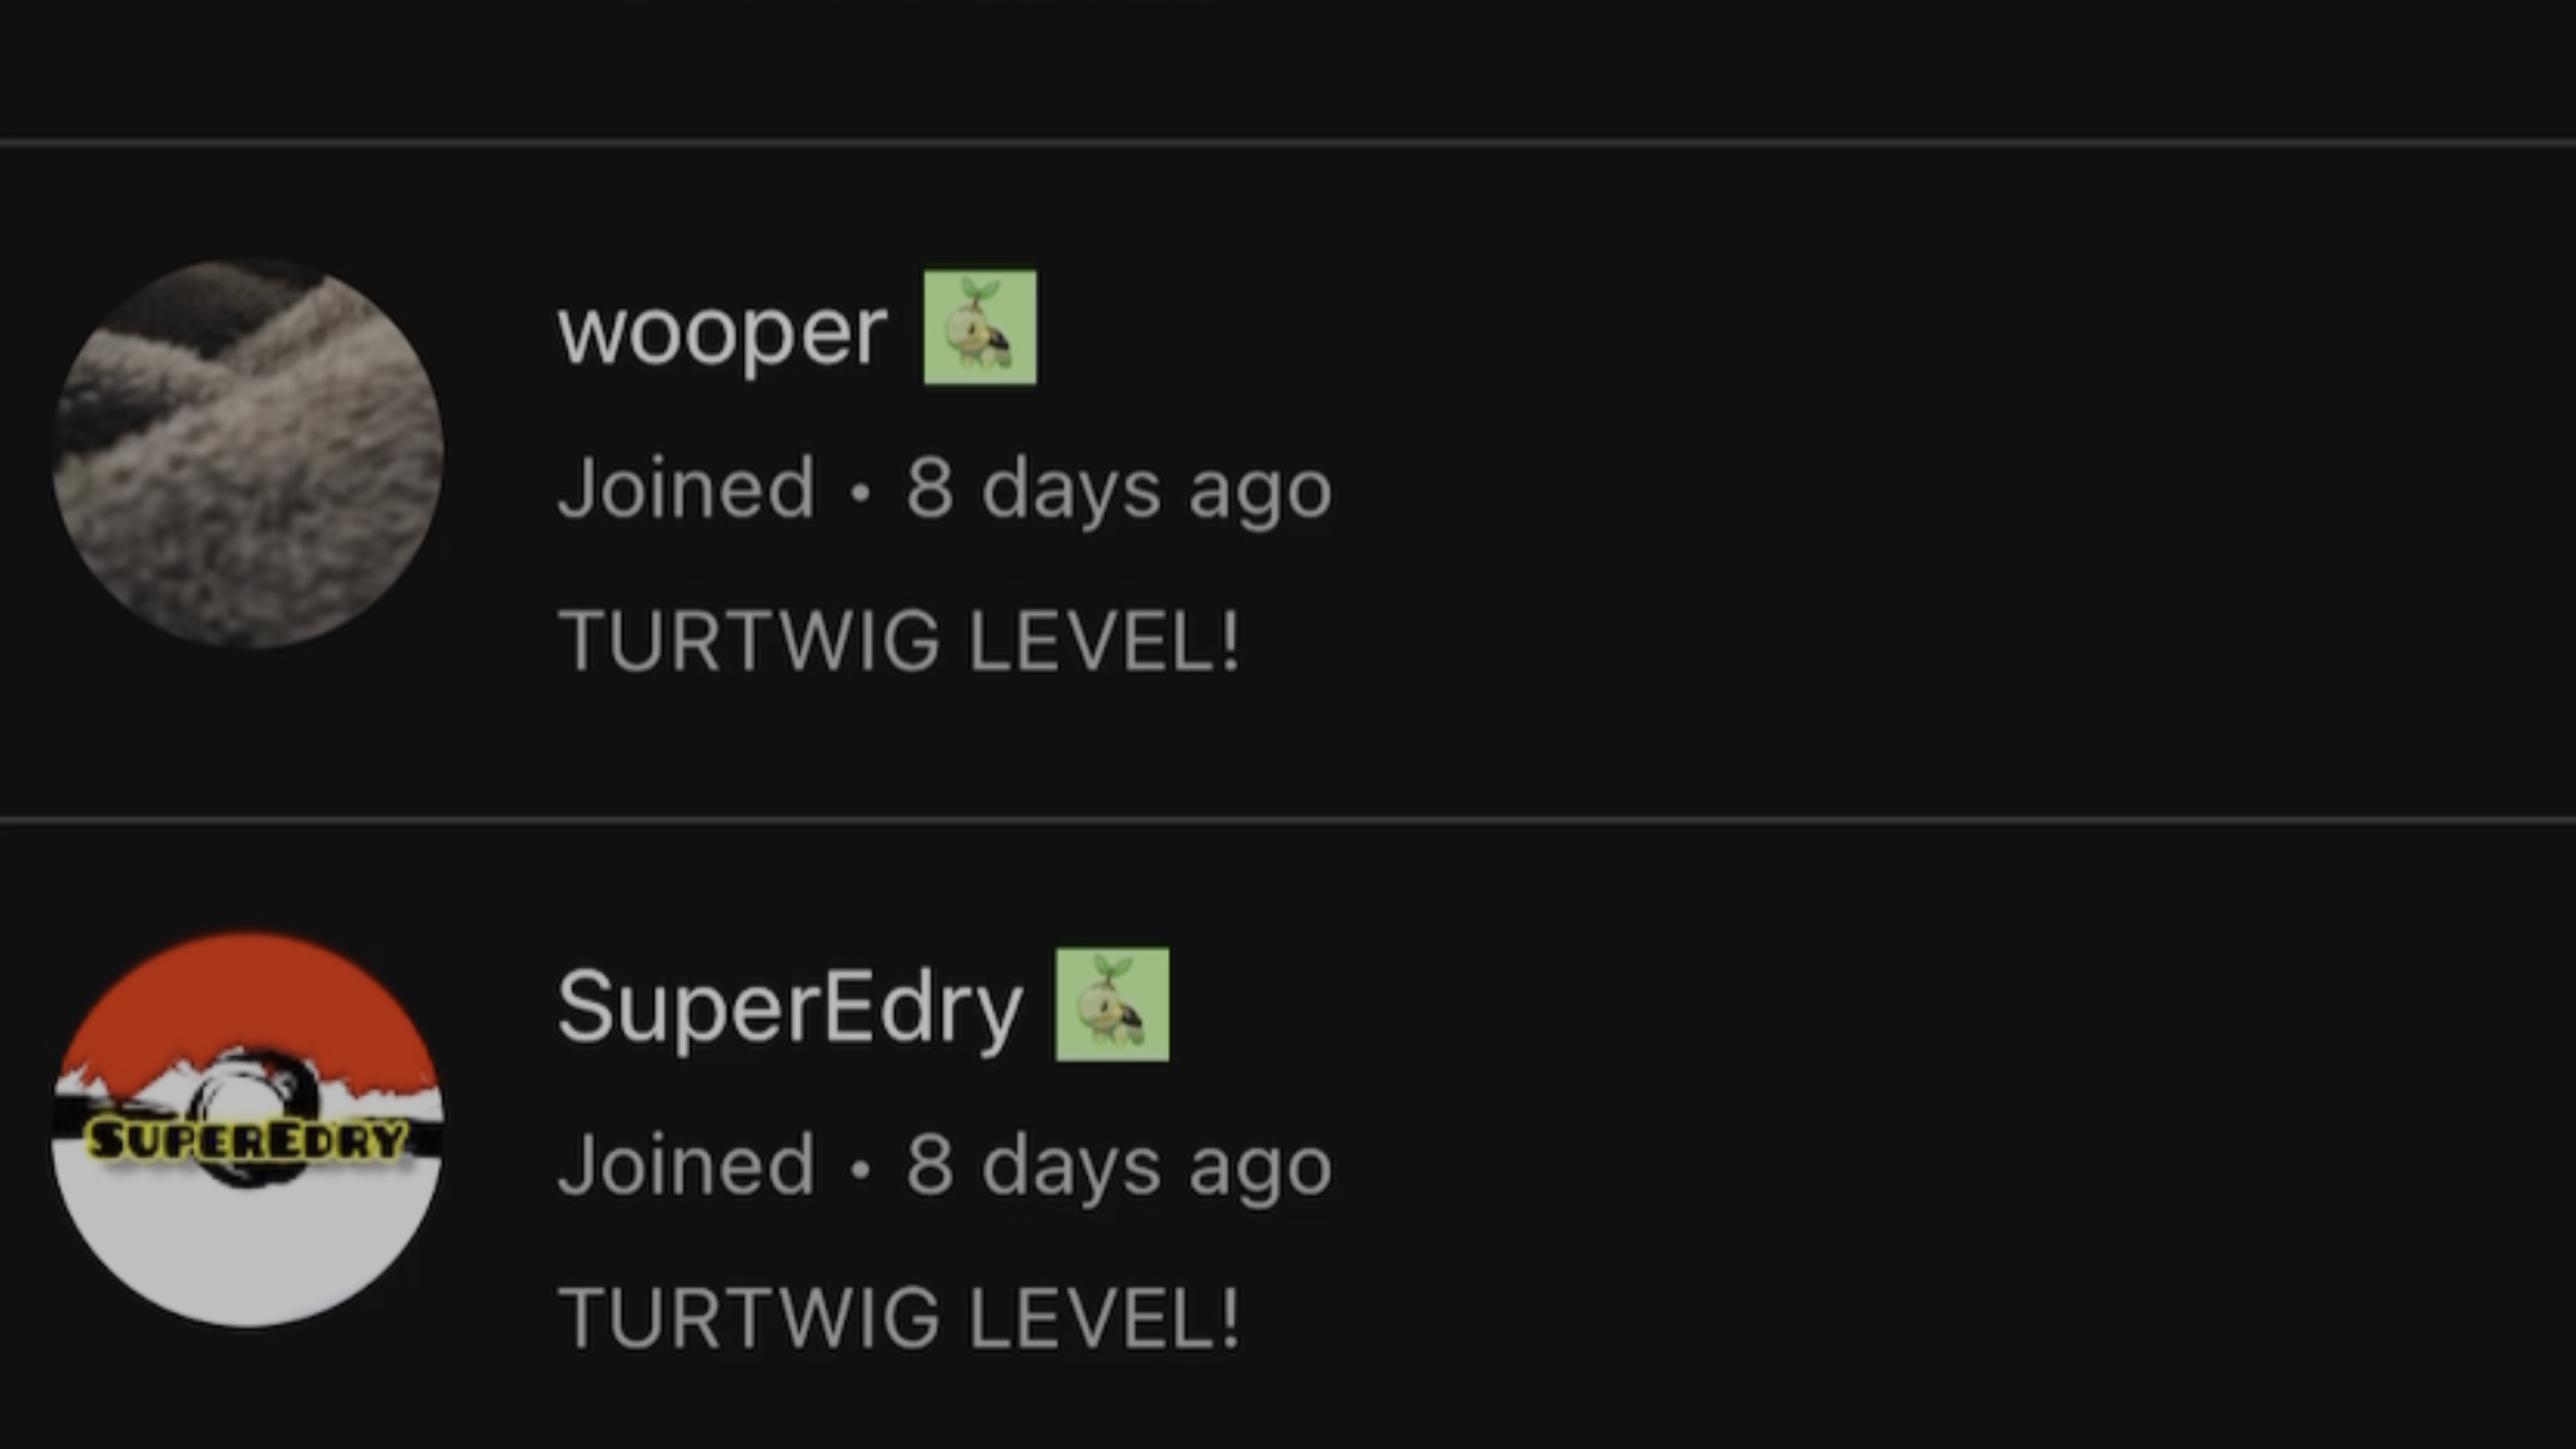 wooper
Joined • 8 days ago
TURTWIG LEVEL!
SuperEdry
SUPEREDRY
Joined • 8 days ago
TURTWIG LEVEL!